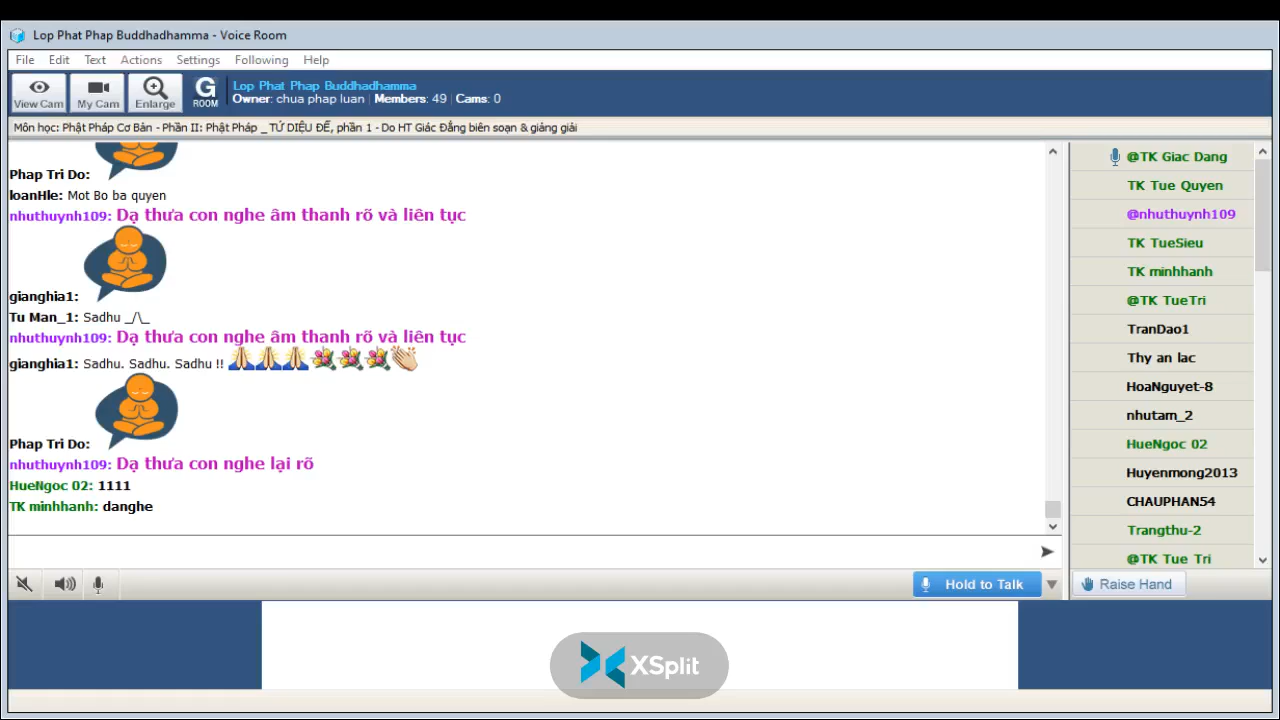 Lop Phat Phap Buddhadhamma - Voice Room
File Edit Text Actions Settings Following Help
View Cam My Cam Enlarge G ROOM
Lop Phat Phap Buddhadhamma
Owner: chua phap luan | Members: 49 | Cams: 0
Môn học: Phật Pháp Cơ Bản - Phần II: Phật Pháp _ TỨ DIỆU ĐẾ, phần 1 - Do HT Giác Đẳng biên soạn & giảng giải
Phap Tri Do:
loanHle: Mot Bo ba quyen
nhuthuynh109: Dạ thưa con nghe âm thanh rõ và liên tục
gianghia1:
Tu Man_1: Sadhu _/\_
nhuthuynh109: Dạ thưa con nghe âm thanh rõ và liên tục
gianghia1: Sadhu. Sadhu. Sadhu !! 🙏🙏🙏💐💐💐👏
Phap Tri Do:
nhuthuynh109: Dạ thưa con nghe lại rõ
HueNgoc 02: 1111
TK minhhanh: danghe
@TK Giac Dang
TK Tue Quyen
@nhuthuynh109
TK TueSieu
TK minhhanh
@TK TueTri
TranDao1
Thy an lac
HoaNguyet-8
nhutam_2
HueNgoc 02
Huyenmong2013
CHAUPHAN54
Trangthu-2
@TK Tue Tri
Hold to Talk
Raise Hand
XSplit